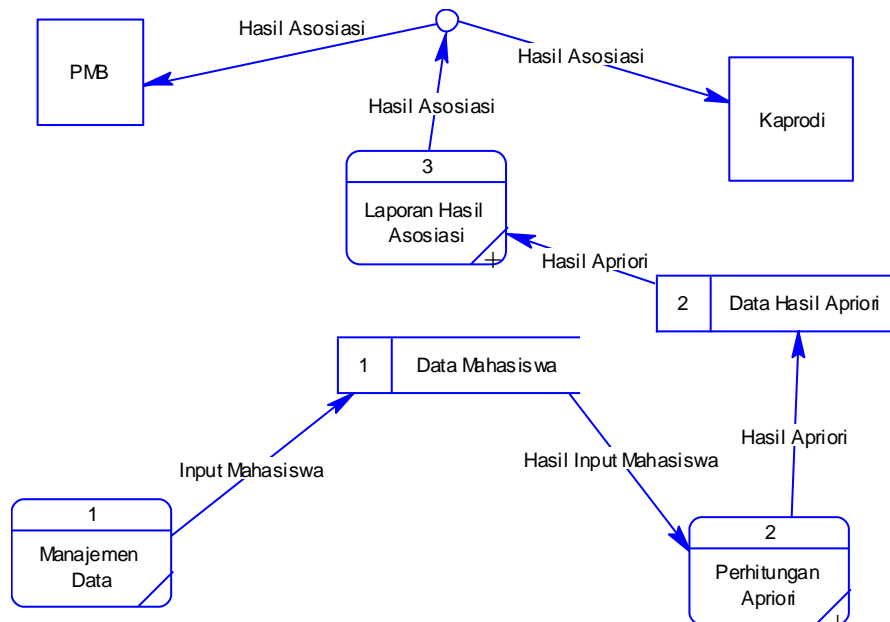 Hasil Asosiasi
PMB
Hasil Asosiasi
Hasil Asosiasi
Kaprodi
3
Laporan Hasil
Asosiasi
Hasil Apriori
2
Data Hasil Apriori
1
Data Mahasiswa
Hasil Apriori
Input Mahasiswa
Hasil Input Mahasiswa
1
Manajemen
Data
2
Perhitungan
Apriori